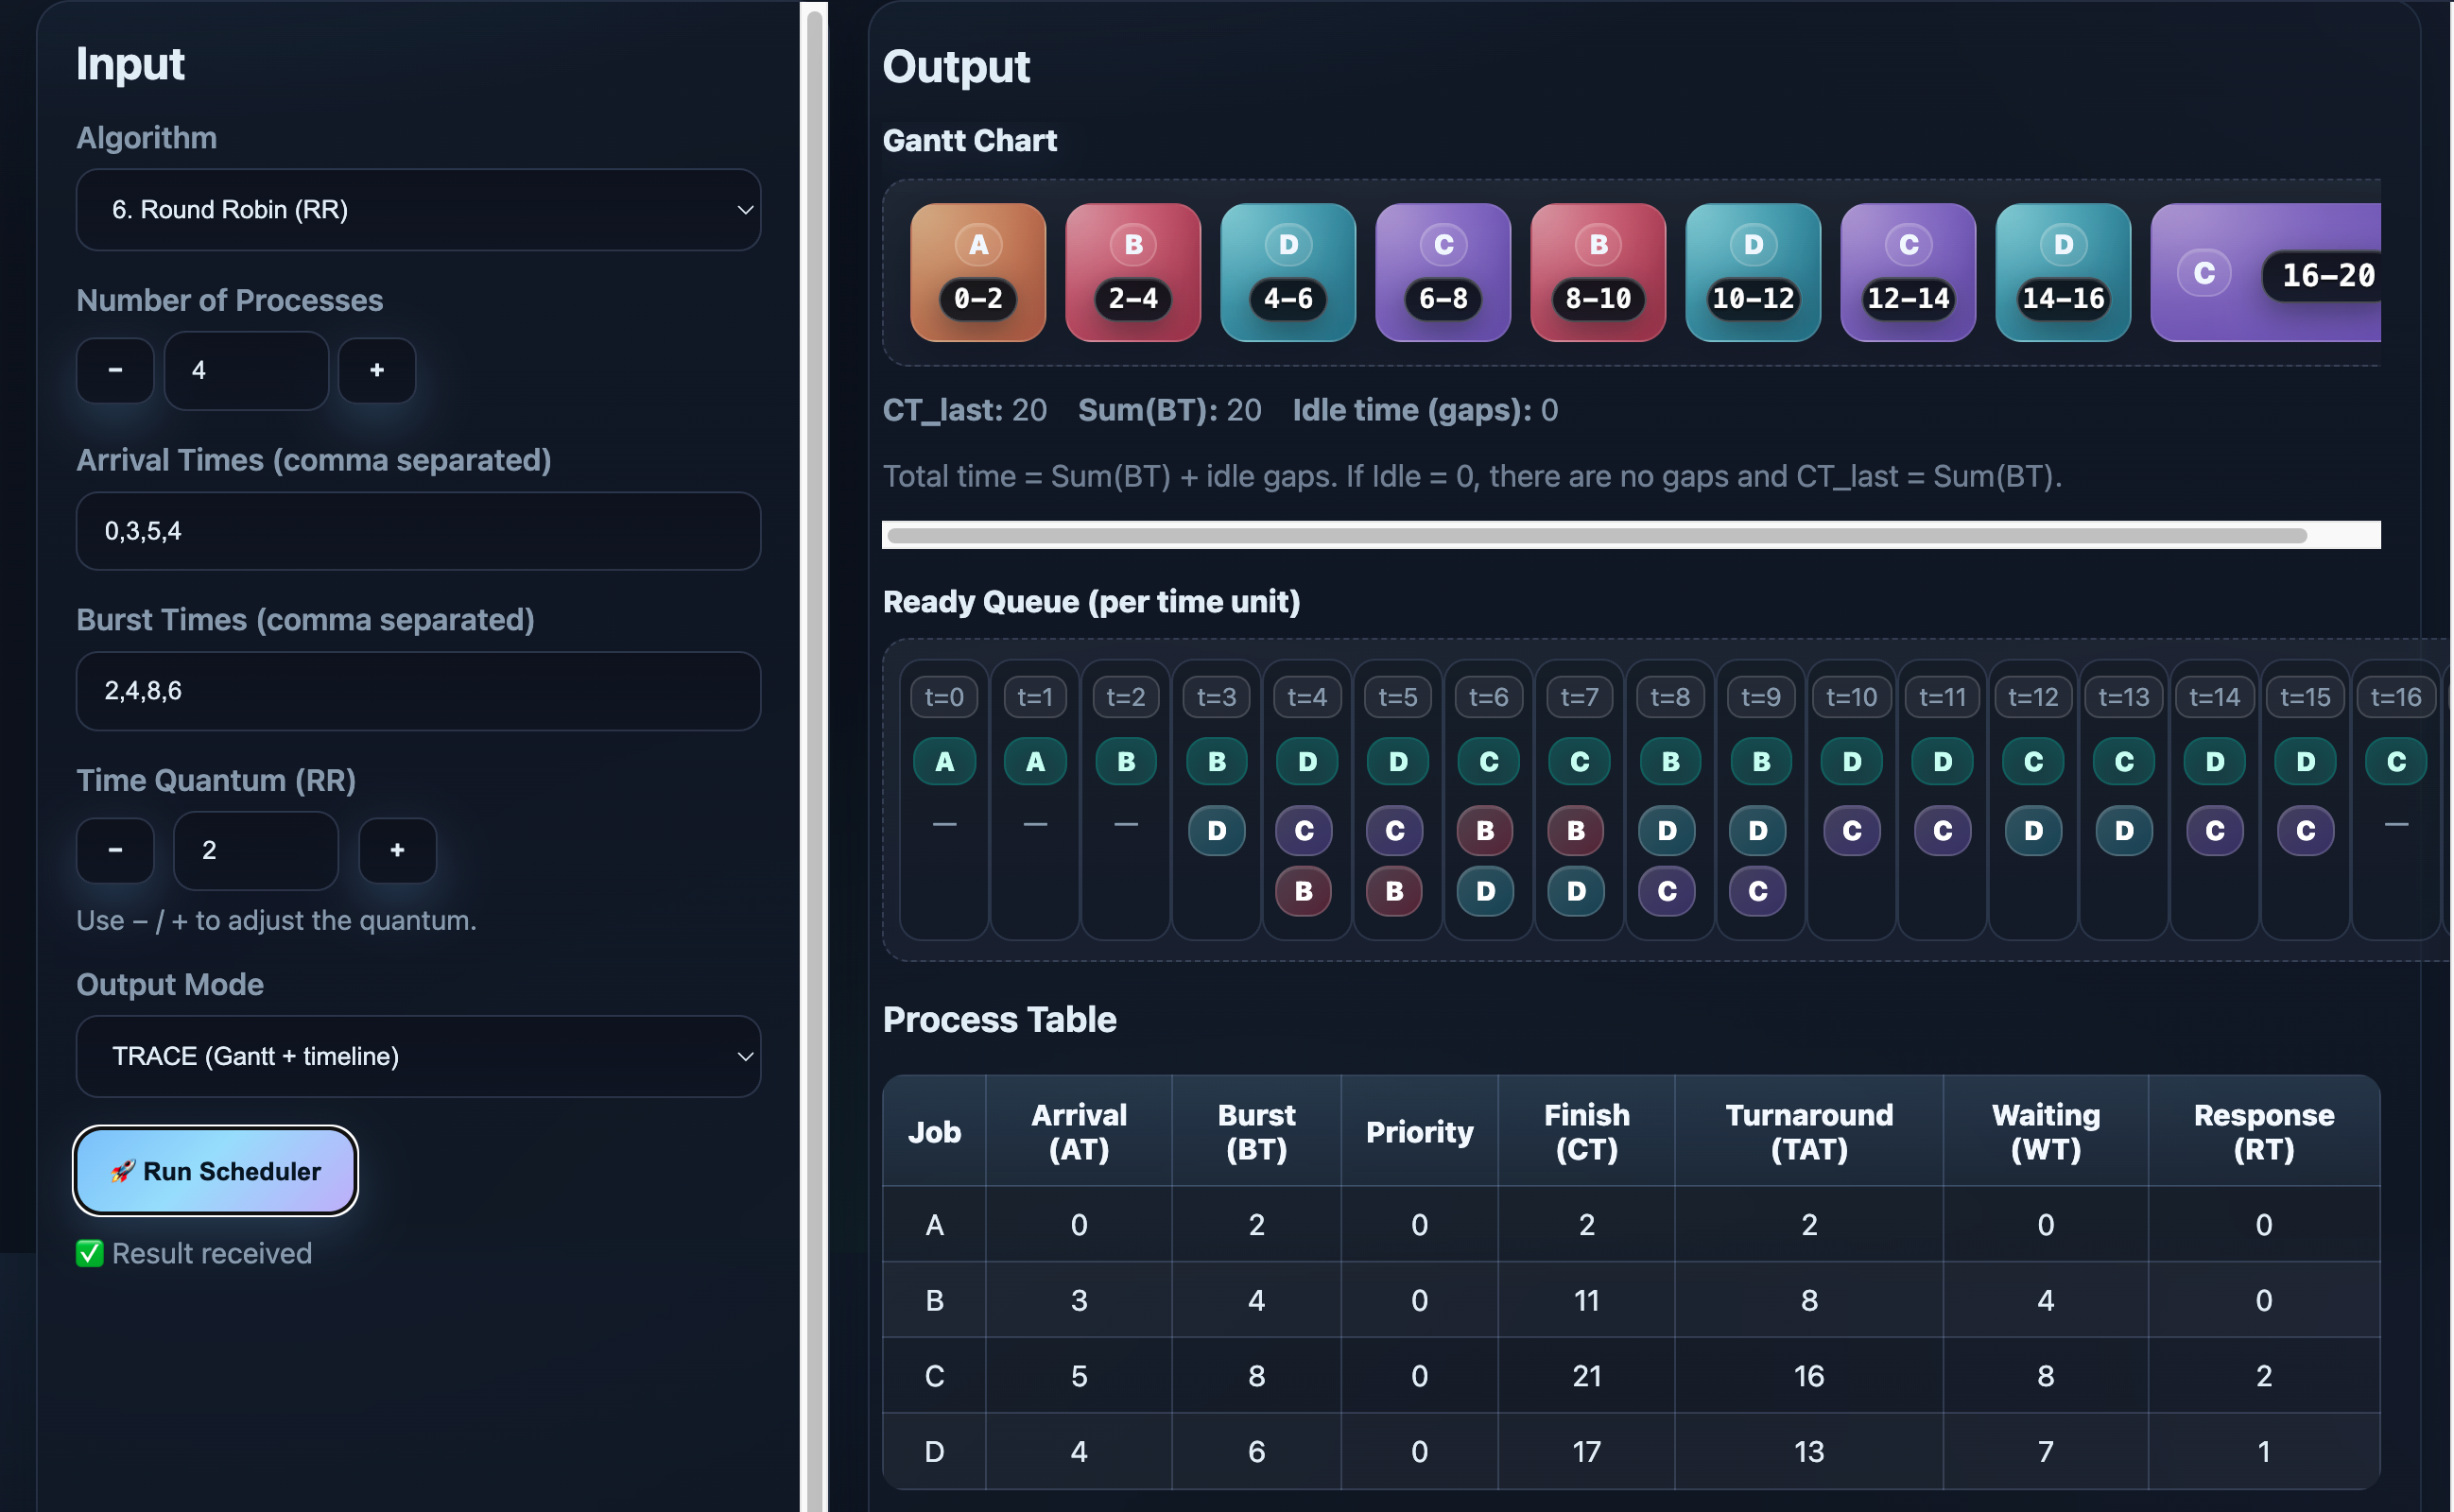 Input
Algorithm
6. Round Robin (RR)
Number of Processes
− 4 +
Arrival Times (comma separated)
0,3,5,4
Burst Times (comma separated)
2,4,8,6
Time Quantum (RR)
− 2 +
Use – / + to adjust the quantum.
Output Mode
TRACE (Gantt + timeline)
🚀 Run Scheduler
✅ Result received
Output
Gantt Chart
A B D C B D C D C
0–2 2–4 4–6 6–8 8–10 10–12 12–14 14–16 16–20
CT_last: 20 Sum(BT): 20 Idle time (gaps): 0
Total time = Sum(BT) + idle gaps. If Idle = 0, there are no gaps and CT_last = Sum(BT).
Ready Queue (per time unit)
t=0 t=1 t=2 t=3 t=4 t=5 t=6 t=7 t=8 t=9 t=10 t=11 t=12 t=13 t=14 t=15 t=16
A A B B D D C C B B D D C C D D C
— — — D C C B B D D C C D D C C —
B B D D C C
Process Table
Job Arrival (AT) Burst (BT) Priority Finish (CT) Turnaround (TAT) Waiting (WT) Response (RT)
A 0 2 0 2 2 0 0
B 3 4 0 11 8 4 0
C 5 8 0 21 16 8 2
D 4 6 0 17 13 7 1